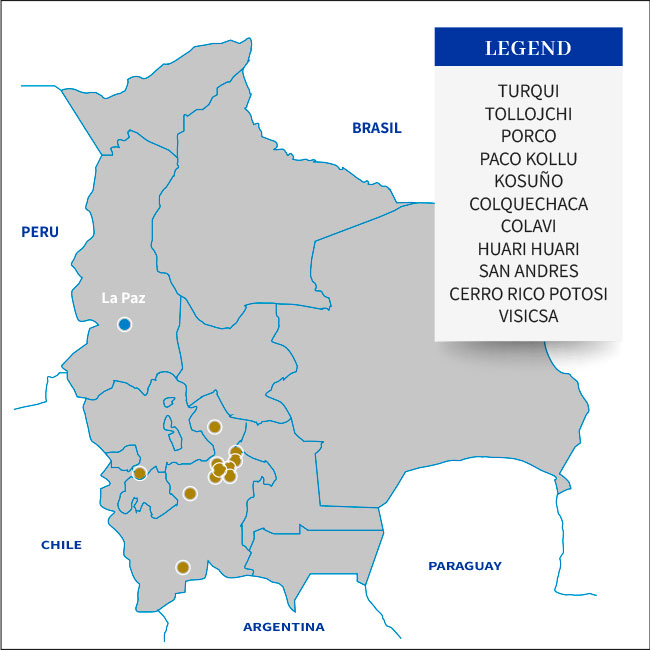 LEGEND
TURQUI
TOLLOJCHI
PORCO
PACO KOLLU
KOSUÑO
COLQUECHACA
COLAVI
HUARI HUARI
SAN ANDRES
CERRO RICO POTOSI
VISICSA
BRASIL
PERU
La Paz
CHILE
PARAGUAY
ARGENTINA